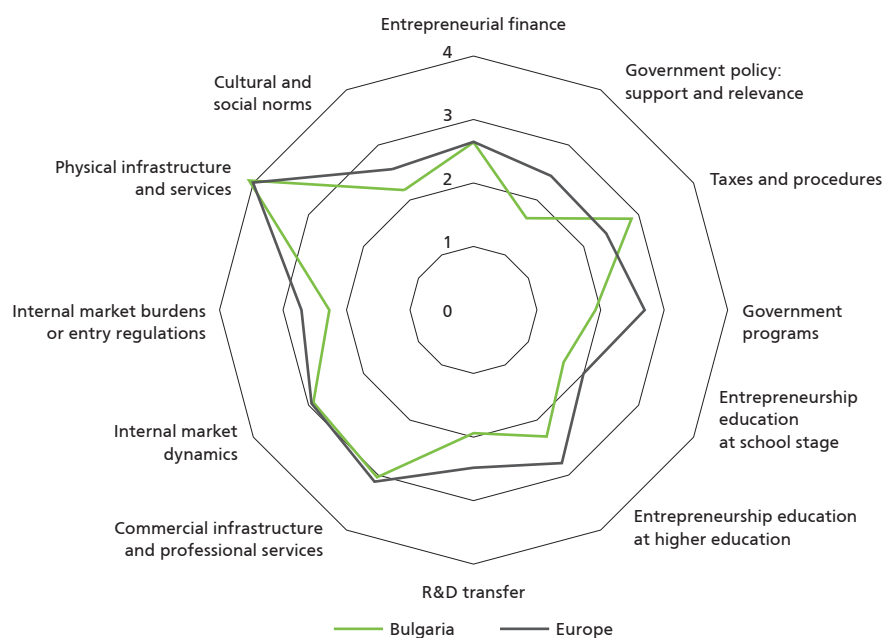 Entrepreneurial finance
4
Government policy:
support and relevance
Cultural and
social norms
3
Physical infrastructure
and services
Taxes and procedures
2
1
Internal market burdens
or entry regulations
0
Government
programs
Entrepreneurship
education
at school stage
Internal market
dynamics
Entrepreneurship education
at higher education
Commercial infrastructure
and professional services
R&D transfer
Bulgaria
Europe